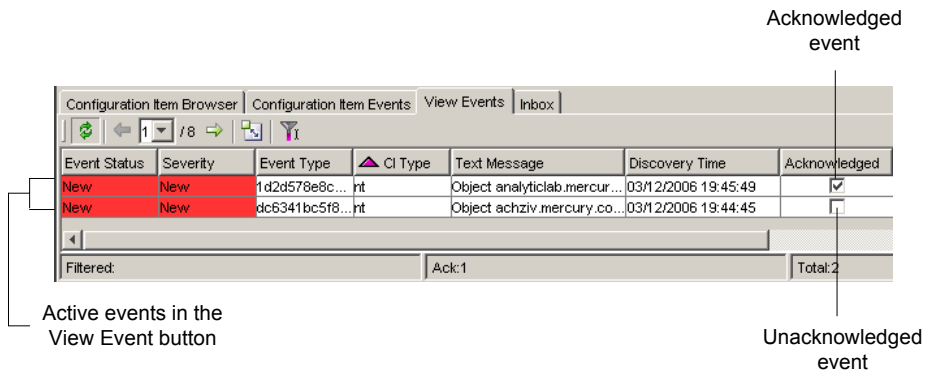 Acknowledged
event
Configuration Item Browser Configuration Item Events View Events Inbox
1 /8
Event Status Severity Event Type CI Type Text Message Discovery Time Acknowledged
New New 1d2d578e8c... nt Object analyticlab.mercur... 03/12/2006 19:45:49
New New dc6341bc5f8... nt Object achziv.mercury.co... 03/12/2006 19:44:45
Filtered: Ack:1 Total:2
Active events in the
View Event button
Unacknowledged
event